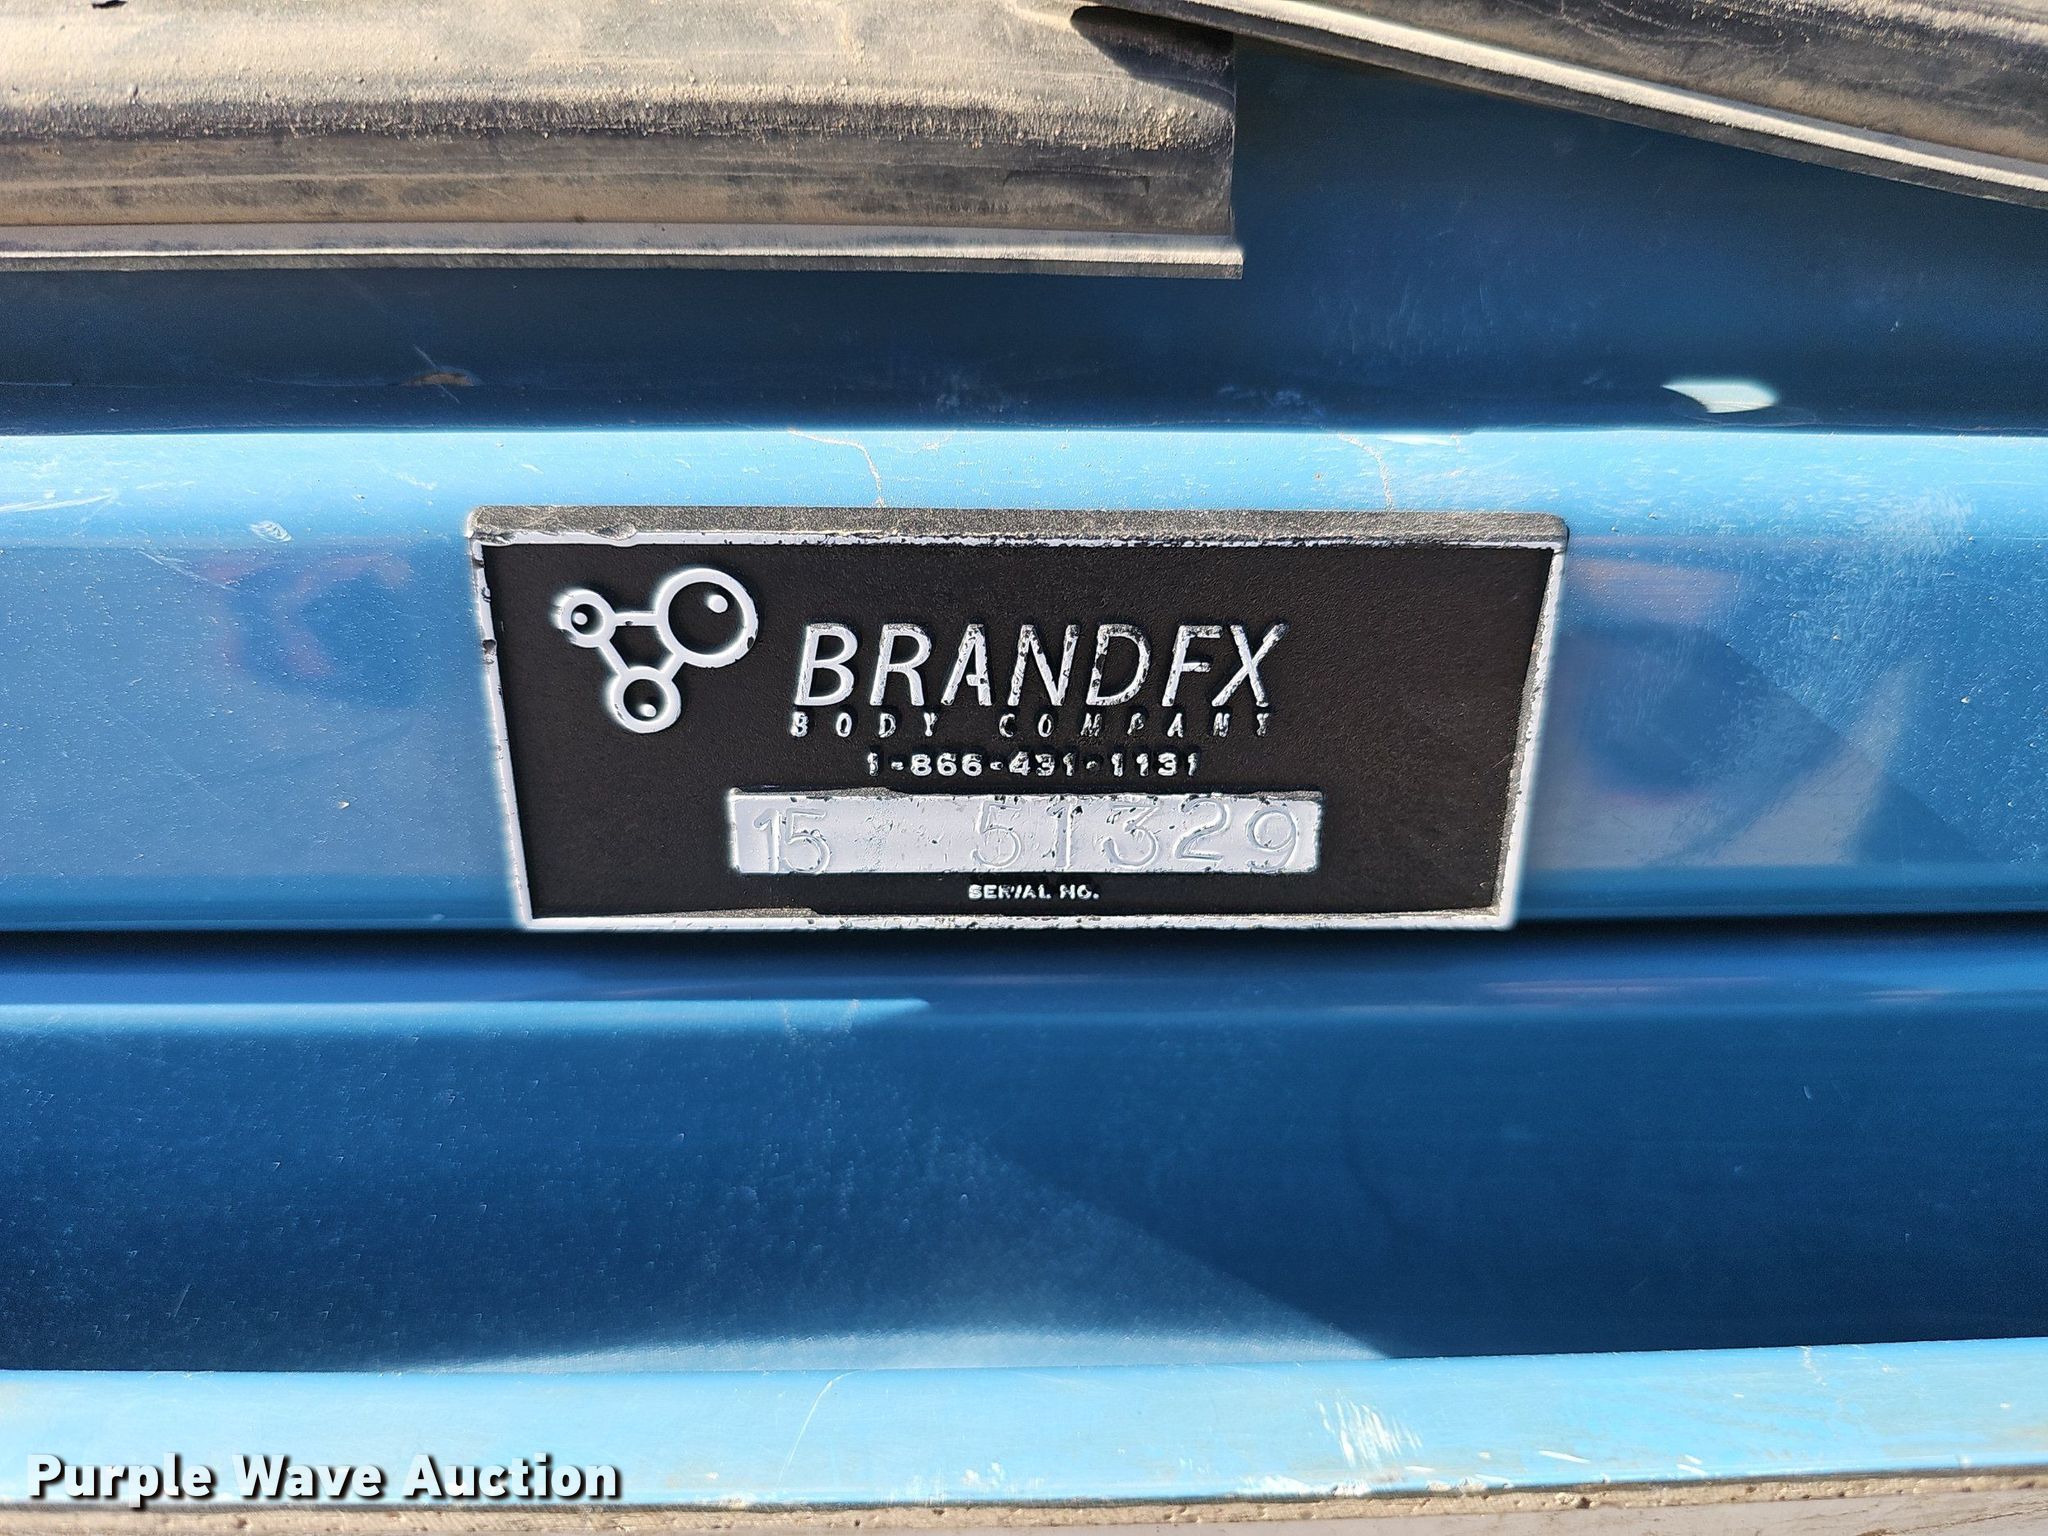 BRANDFX
BODY COMPANY
1-866-431-1131
15 51329
SERIAL NO.
Purple Wave Auction